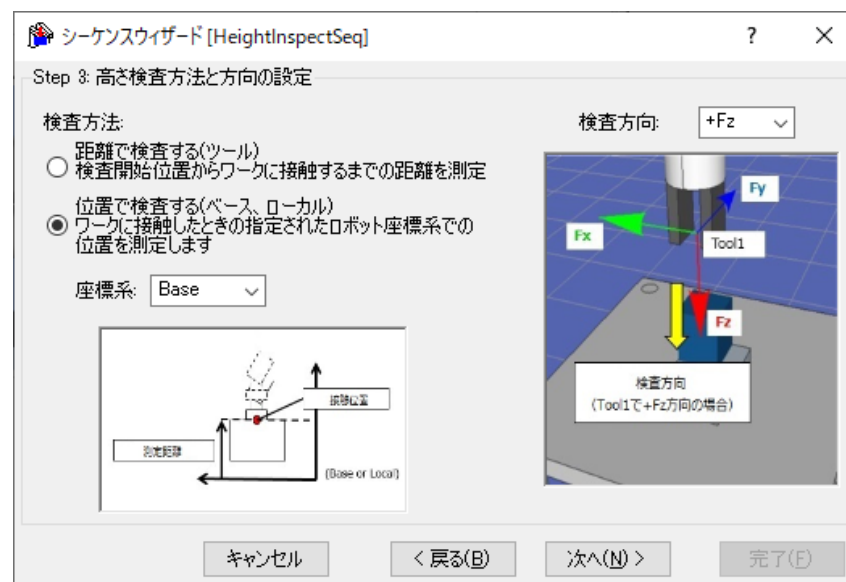 シーケンスウィザード [HeightInspectSeq]
?
Step 3: 高さ検査方法と方向の設定
検査方法:
距離で検査する(ツール)
検査開始位置からワークに接触するまでの距離を測定
位置で検査する(ベース、ローカル)
ワークに接触したときの指定されたロボット座標系での
位置を測定します
座標系: Base
接触位置
測定距離
(Base or Local)
検査方向: +Fz
Fy
Fx
Tool1
Fz
検査方向
(Tool1で+Fz方向の場合)
キャンセル
< 戻る(B)
次へ(N) >
完了(F)